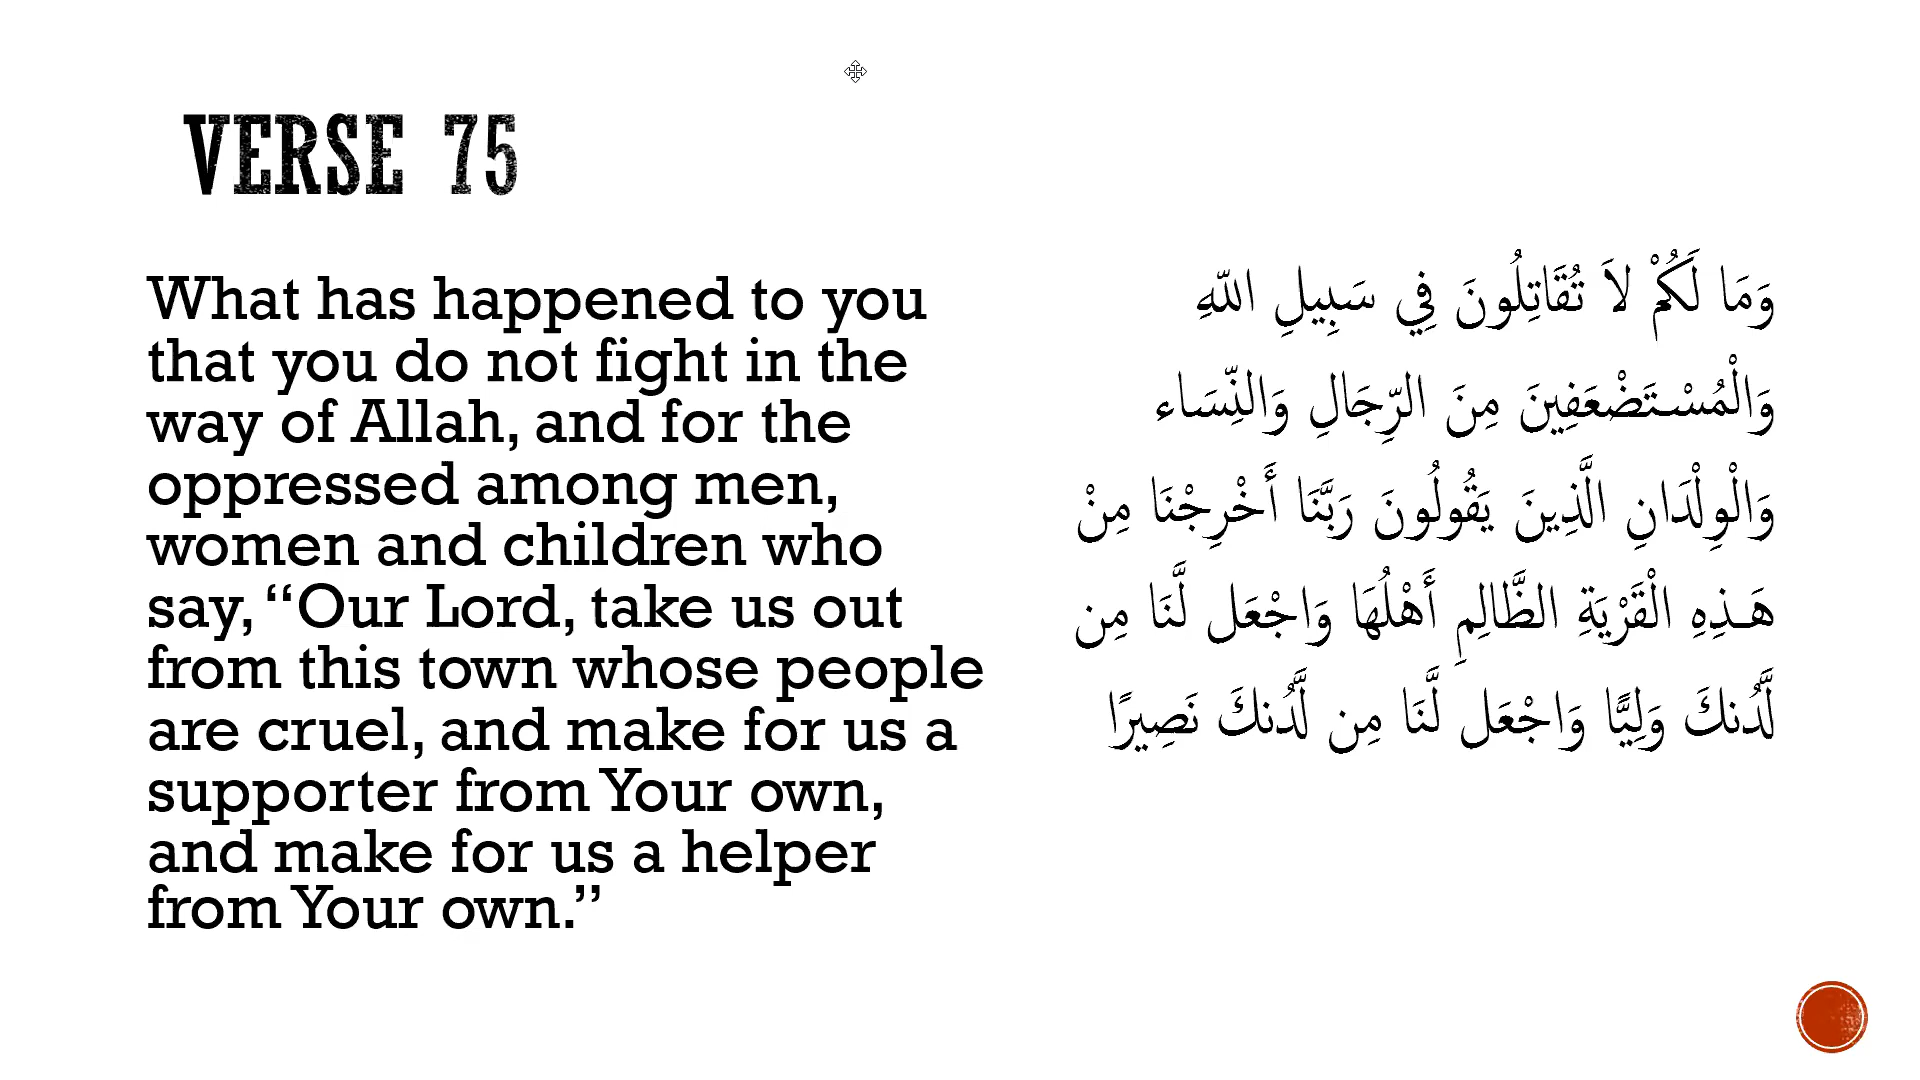 VERSE 75
What has happened to you
that you do not fight in the
way of Allah, and for the
oppressed among men,
women and children who
say, “Our Lord, take us out
from this town whose people
are cruel, and make for us a
supporter from Your own,
and make for us a helper
from Your own.”
وَمَا لَكُمْ لاَ تُقَاتِلُونَ فِي سَبِيلِ اللّهِ
وَالْمُسْتَضْعَفِينَ مِنَ الرِّجَالِ وَالنِّسَاء
وَالْوِلْدَانِ الَّذِينَ يَقُولُونَ رَبَّنَا أَخْرِجْنَا مِنْ
هَـذِهِ الْقَرْيَةِ الظَّالِمِ أَهْلُهَا وَاجْعَل لَّنَا مِن
لَّدُنكَ وَلِيًّا وَاجْعَل لَّنَا مِن لَّدُنكَ نَصِيرًا